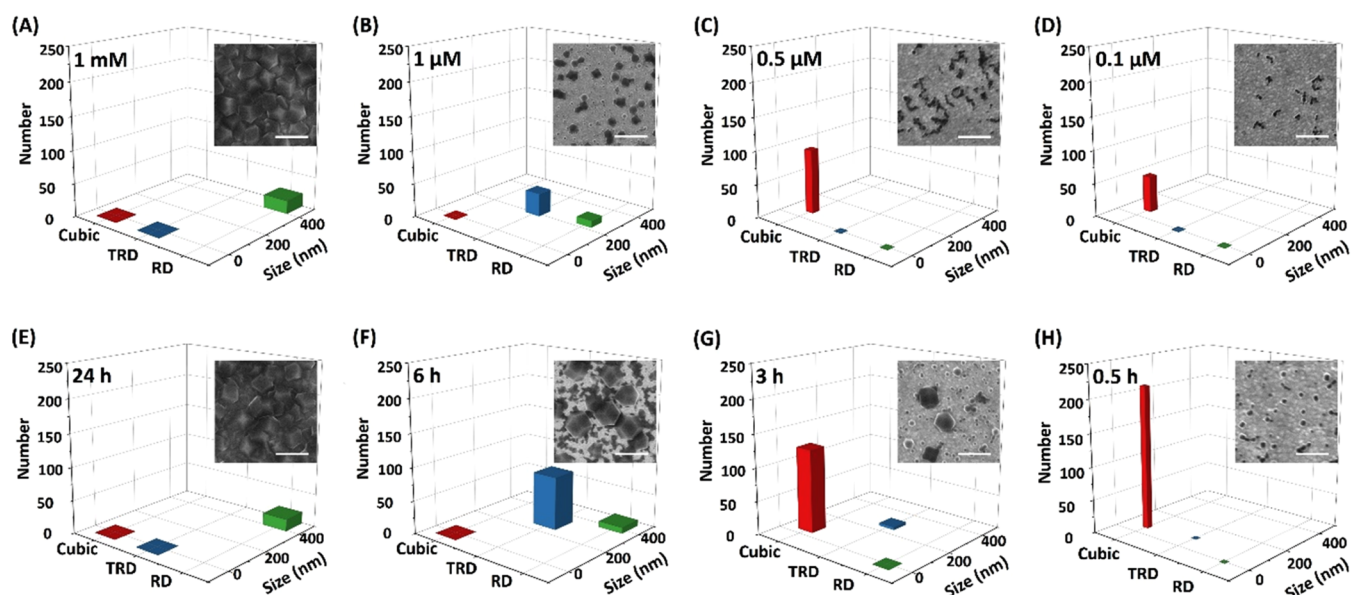 (A)
1 mM
250
200
150
100
50
0
Number
Cubic
TRD
RD
0
200
400
Size (nm)
(B)
1 µM
250
200
150
100
50
0
Number
Cubic
TRD
RD
0
200
400
Size (nm)
(C)
0.5 µM
250
200
150
100
50
0
Number
Cubic
TRD
RD
0
200
400
Size (nm)
(D)
0.1 µM
250
200
150
100
50
0
Number
Cubic
TRD
RD
0
200
400
Size (nm)
(E)
24 h
250
200
150
100
50
0
Number
Cubic
TRD
RD
0
200
400
Size (nm)
(F)
6 h
250
200
150
100
50
0
Number
Cubic
TRD
RD
0
200
400
Size (nm)
(G)
3 h
250
200
150
100
50
0
Number
Cubic
TRD
RD
0
200
400
Size (nm)
(H)
0.5 h
250
200
150
100
50
0
Number
Cubic
TRD
RD
0
200
400
Size (nm)